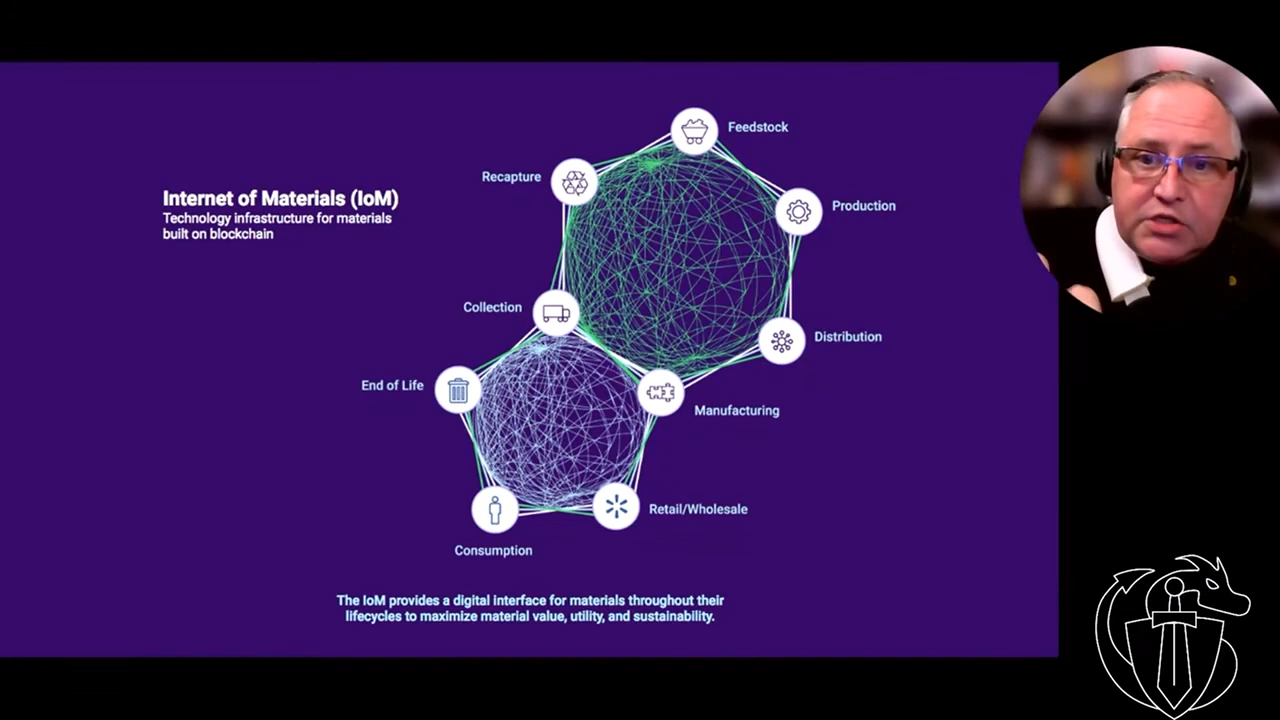 Internet of Materials (IoM)
Technology infrastructure for materials
built on blockchain
Feedstock
Recapture
Production
Collection
Distribution
End of Life
Manufacturing
Retail/Wholesale
Consumption
The IoM provides a digital interface for materials throughout their
lifecycles to maximize material value, utility, and sustainability.